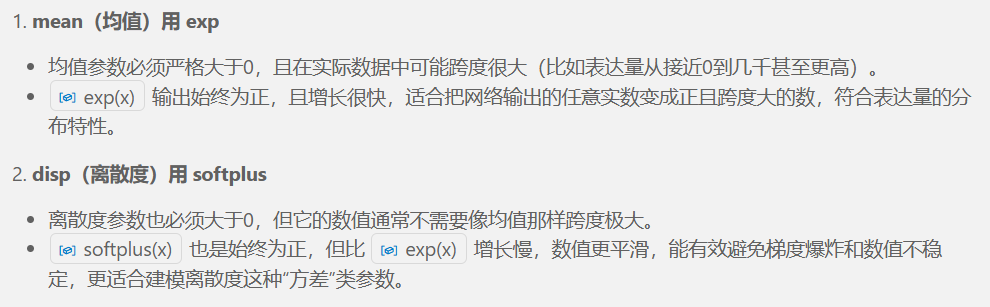 1. mean（均值）用 exp
• 均值参数必须严格大于0，且在实际数据中可能跨度很大（比如表达量从接近0到几千甚至更高）。
• exp(x) 输出始终为正，且增长很快，适合把网络输出的任意实数变成正且跨度大的数，符合表达量的分
布特性。
2. disp（离散度）用 softplus
• 离散度参数也必须大于0，但它的数值通常不需要像均值那样跨度极大。
• softplus(x) 也是始终为正，但比 exp(x) 增长慢，数值更平滑，能有效避免梯度爆炸和数值不稳
定，更适合建模离散度这种“方差”类参数。